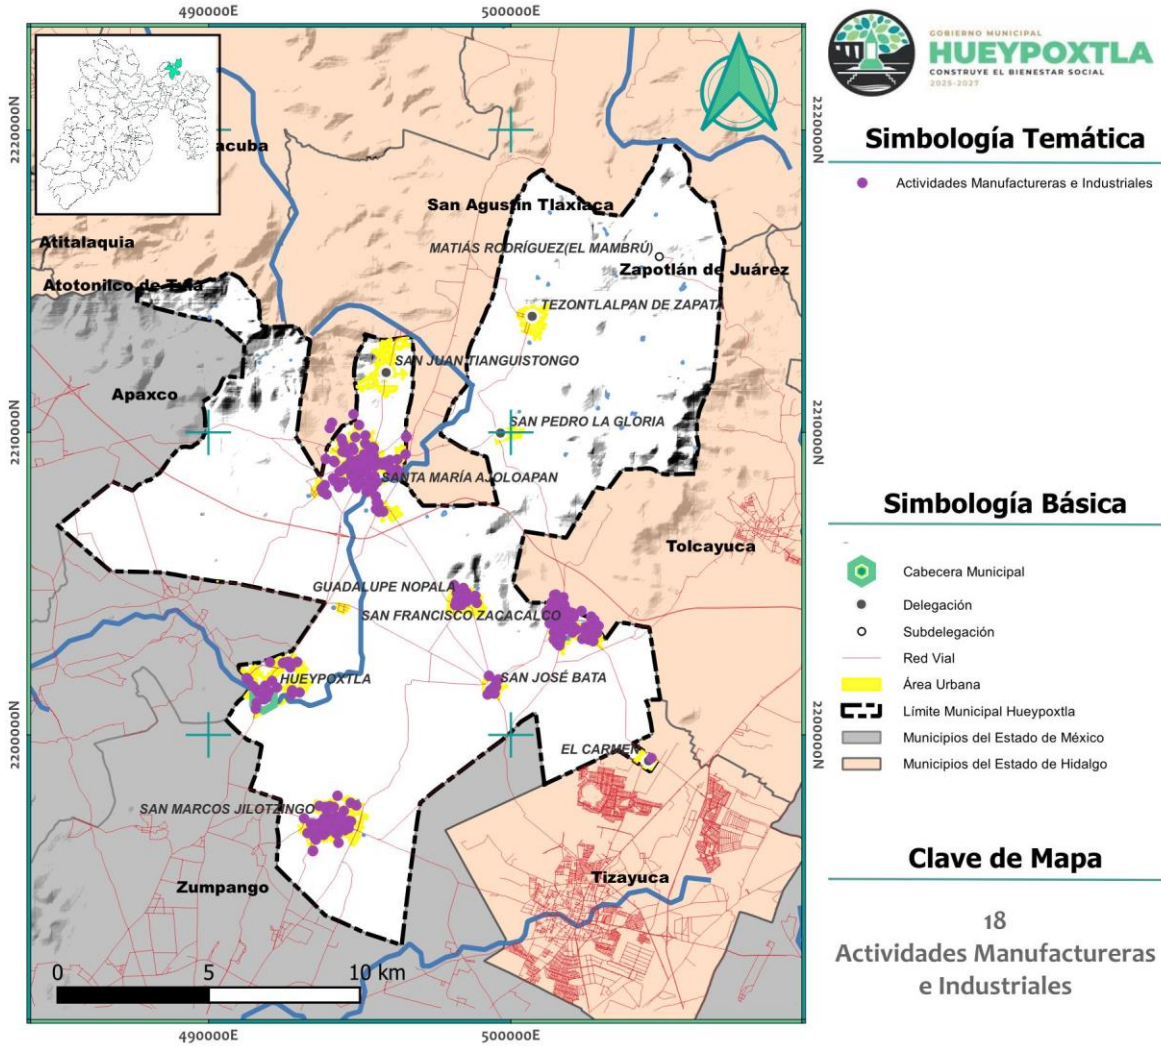 490000E
500000E
2220000N
2210000N
2200000N
2220000N
2210000N
2200000N
acuba
San Agustín Tlaxiaca
Atitalaquia
MATIÁS RODRÍGUEZ(EL MAMBRÚ)
Zapotlán de Juárez
Atotonilco de Tula
TEZONTLALPAN DE ZAPATA
SAN JUAN TIANGUISTONGO
Apaxco
SAN PEDRO LA GLORIA
SANTA MARÍA AJOLOAPAN
Tolcayuca
GUADALUPE NOPALA
SAN FRANCISCO ZACACALCO
HUEYPOXTLA
SAN JOSÉ BATA
EL CARMEN
SAN MARCOS JILOTZINGO
Zumpango
Tizayuca
0 5 10 km
490000E
500000E
GOBIERNO MUNICIPAL
HUEYPOXTLA
CONSTRUYE EL BIENESTAR SOCIAL
2025-2027
Simbología Temática
Actividades Manufactureras e Industriales
Simbología Básica
Cabecera Municipal
Delegación
Subdelegación
Red Vial
Área Urbana
Límite Municipal Hueypoxtla
Municipios del Estado de México
Municipios del Estado de Hidalgo
Clave de Mapa
18
Actividades Manufactureras
e Industriales